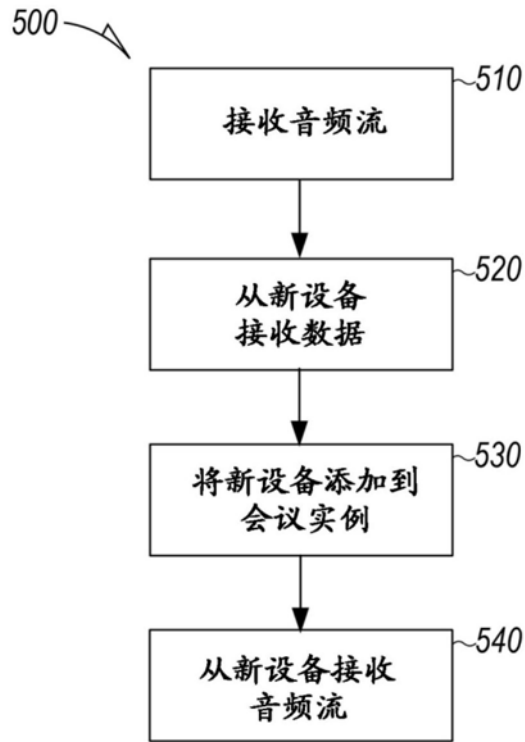 500
510
接收音频流
520
从新设备
接收数据
530
将新设备添加到
会议实例
540
从新设备接收
音频流